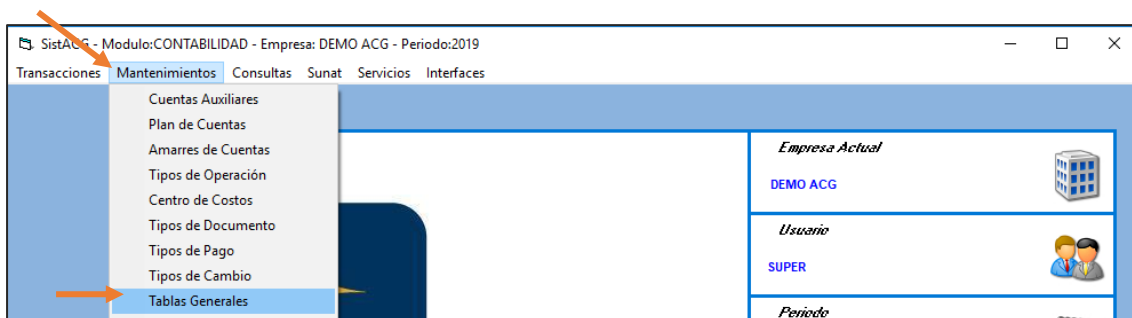 SistACG - Modulo:CONTABILIDAD - Empresa: DEMO ACG - Periodo:2019
Transacciones Mantenimientos Consultas Sunat Servicios Interfaces
Cuentas Auxiliares
Plan de Cuentas
Amarres de Cuentas
Tipos de Operación
Centro de Costos
Tipos de Documento
Tipos de Pago
Tipos de Cambio
Tablas Generales
Empresa Actual
DEMO ACG
Usuario
SUPER
Periodo